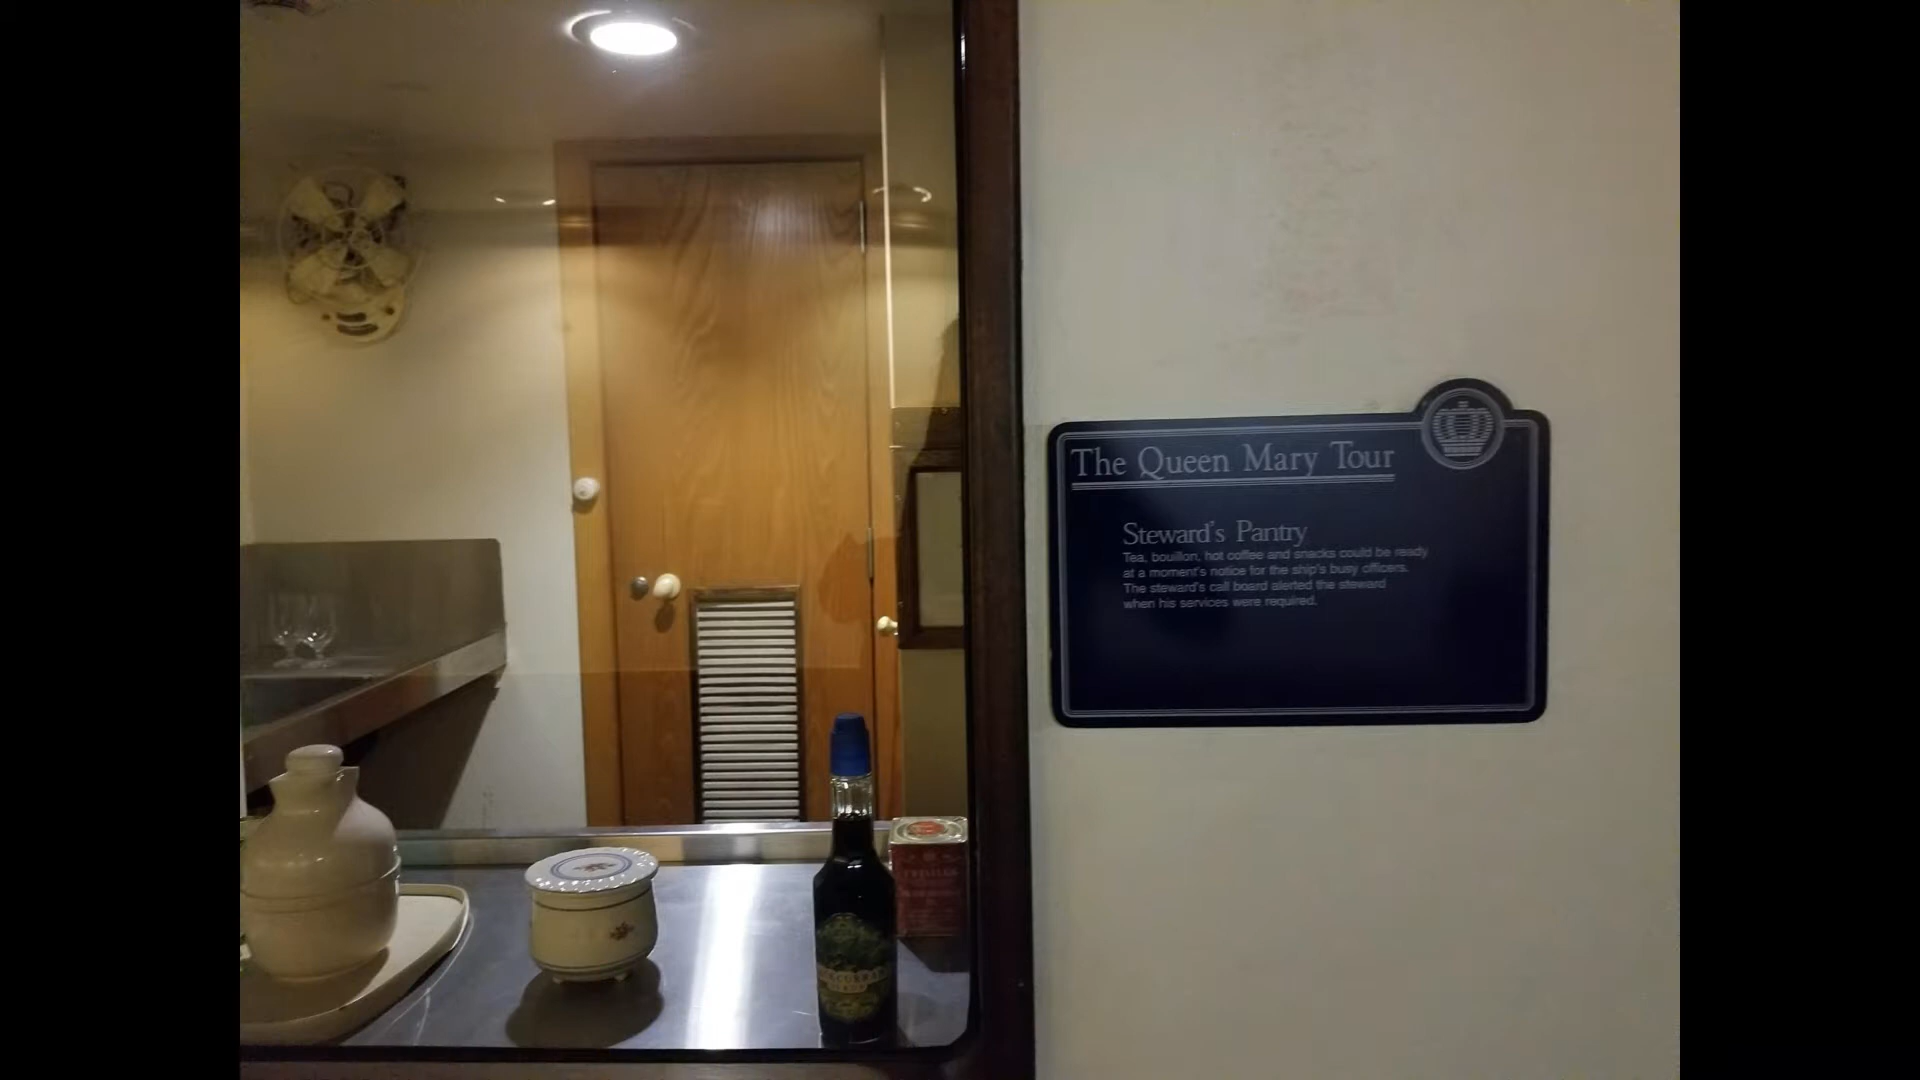 The Queen Mary Tour
Steward's Pantry
Tea, bouillon, hot coffee and snacks could be ready
at a moment's notice for the ship's busy officers.
The steward's call board alerted the steward
when his services were required.